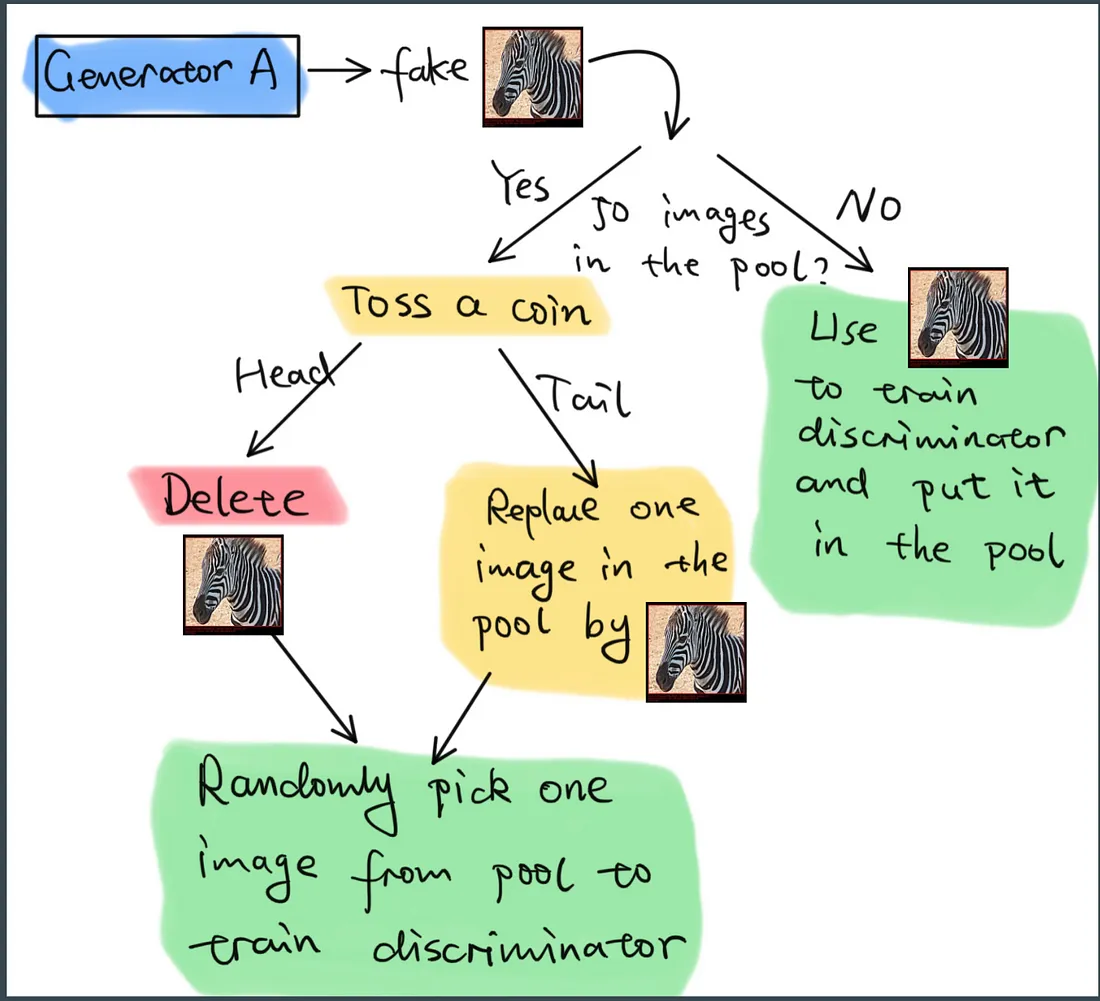 Generator A
fake
Yes
50 images
in the pool?
NO
Toss a coin
Use
to train
discriminator
and put it
in the pool
Head
Tail
Delete
Replace one
image in the
pool by
Randomly pick one
image from pool to
train discriminator